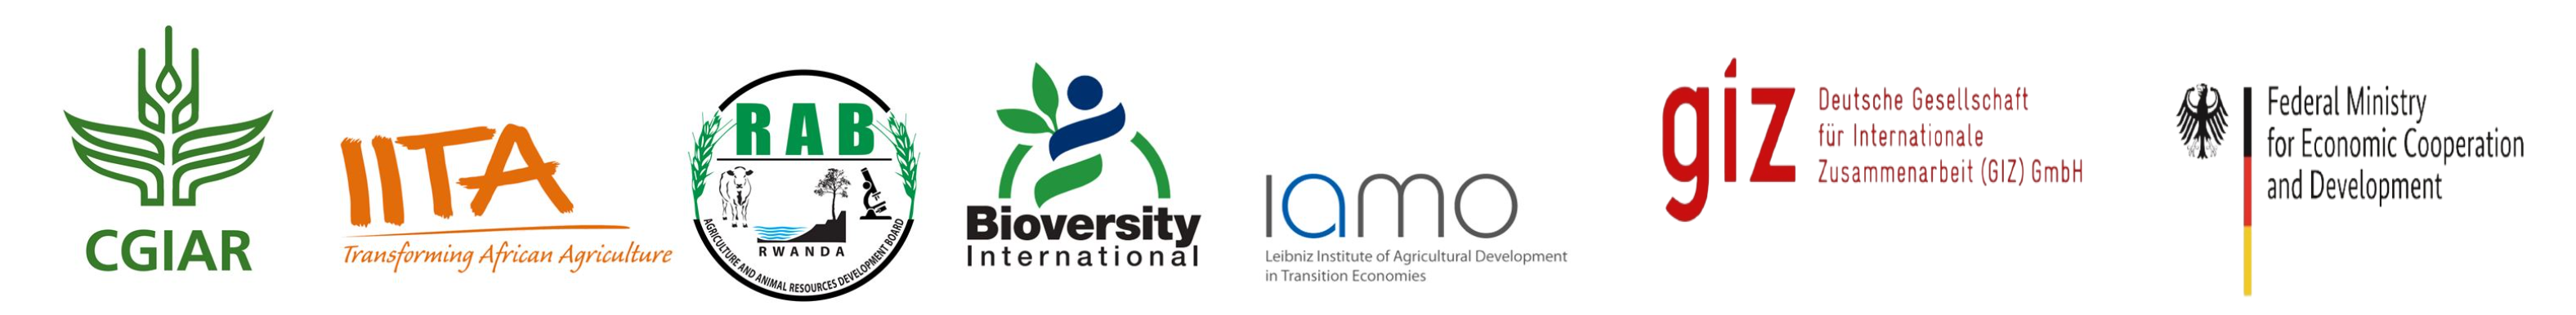 CGIAR
IITA
Transforming African Agriculture
RAB
RWANDA
AGRICULTURE AND ANIMAL RESOURCES DEVELOPMENT BOARD
Bioversity
International
iamo
Leibniz Institute of Agricultural Development
in Transition Economies
giz
Deutsche Gesellschaft
für Internationale
Zusammenarbeit (GIZ) GmbH
Federal Ministry
for Economic Cooperation
and Development